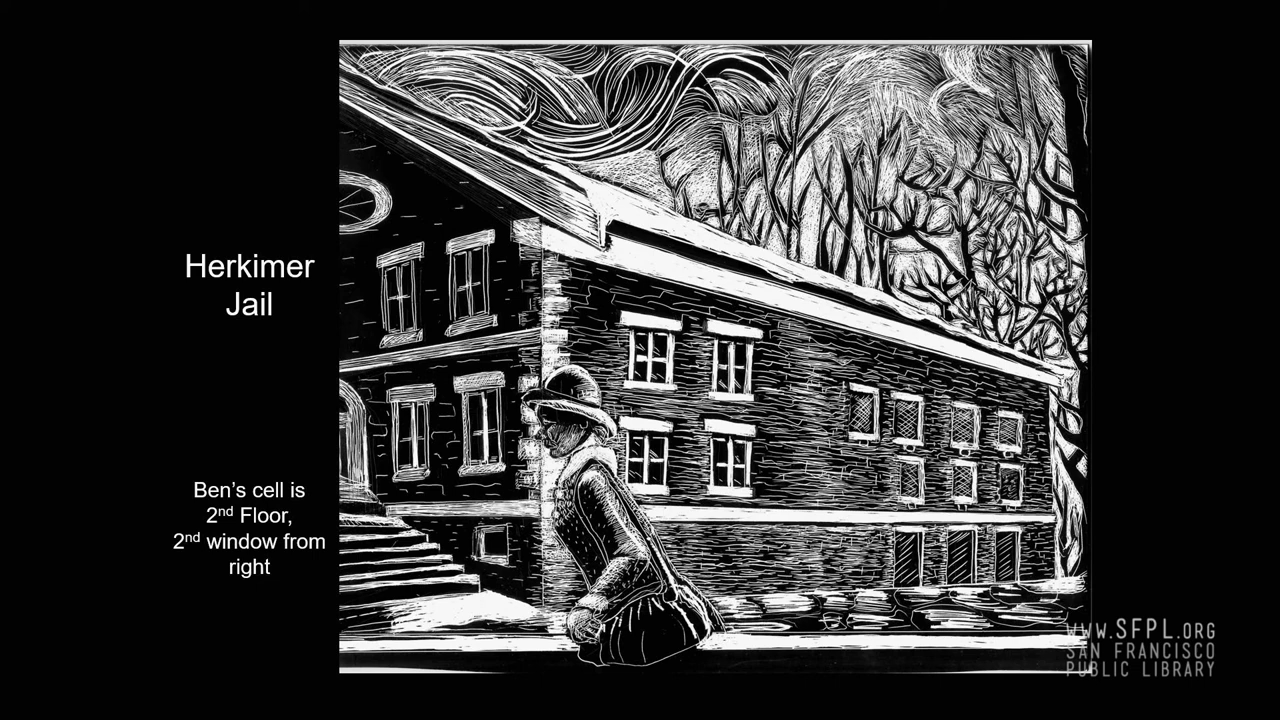 Herkimer
Jail
Ben's cell is
2nd Floor,
2nd window from
right
WWW.SFPL.ORG
SAN FRANCISCO
PUBLIC LIBRARY